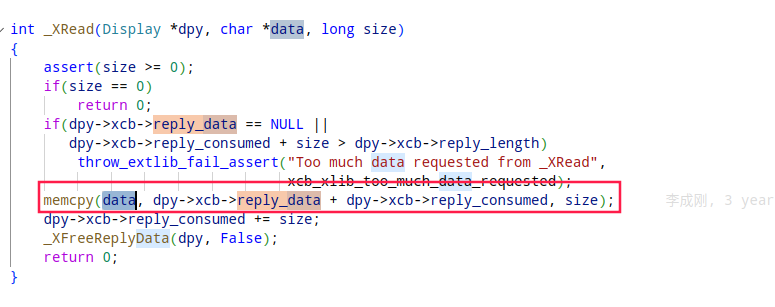 int _XRead(Display *dpy, char *data, long size)
{
    assert(size >= 0);
    if(size == 0)
        return 0;
    if(dpy->xcb->reply_data == NULL ||
       dpy->xcb->reply_consumed + size > dpy->xcb->reply_length)
        throw_extlib_fail_assert("Too much data requested from _XRead",
                                 xcb_xlib_too_much_data_requested);
    memcpy(data, dpy->xcb->reply_data + dpy->xcb->reply_consumed, size); 李成刚, 3 year
    dpy->xcb->reply_consumed += size;
    _XFreeReplyData(dpy, False);
    return 0;
}